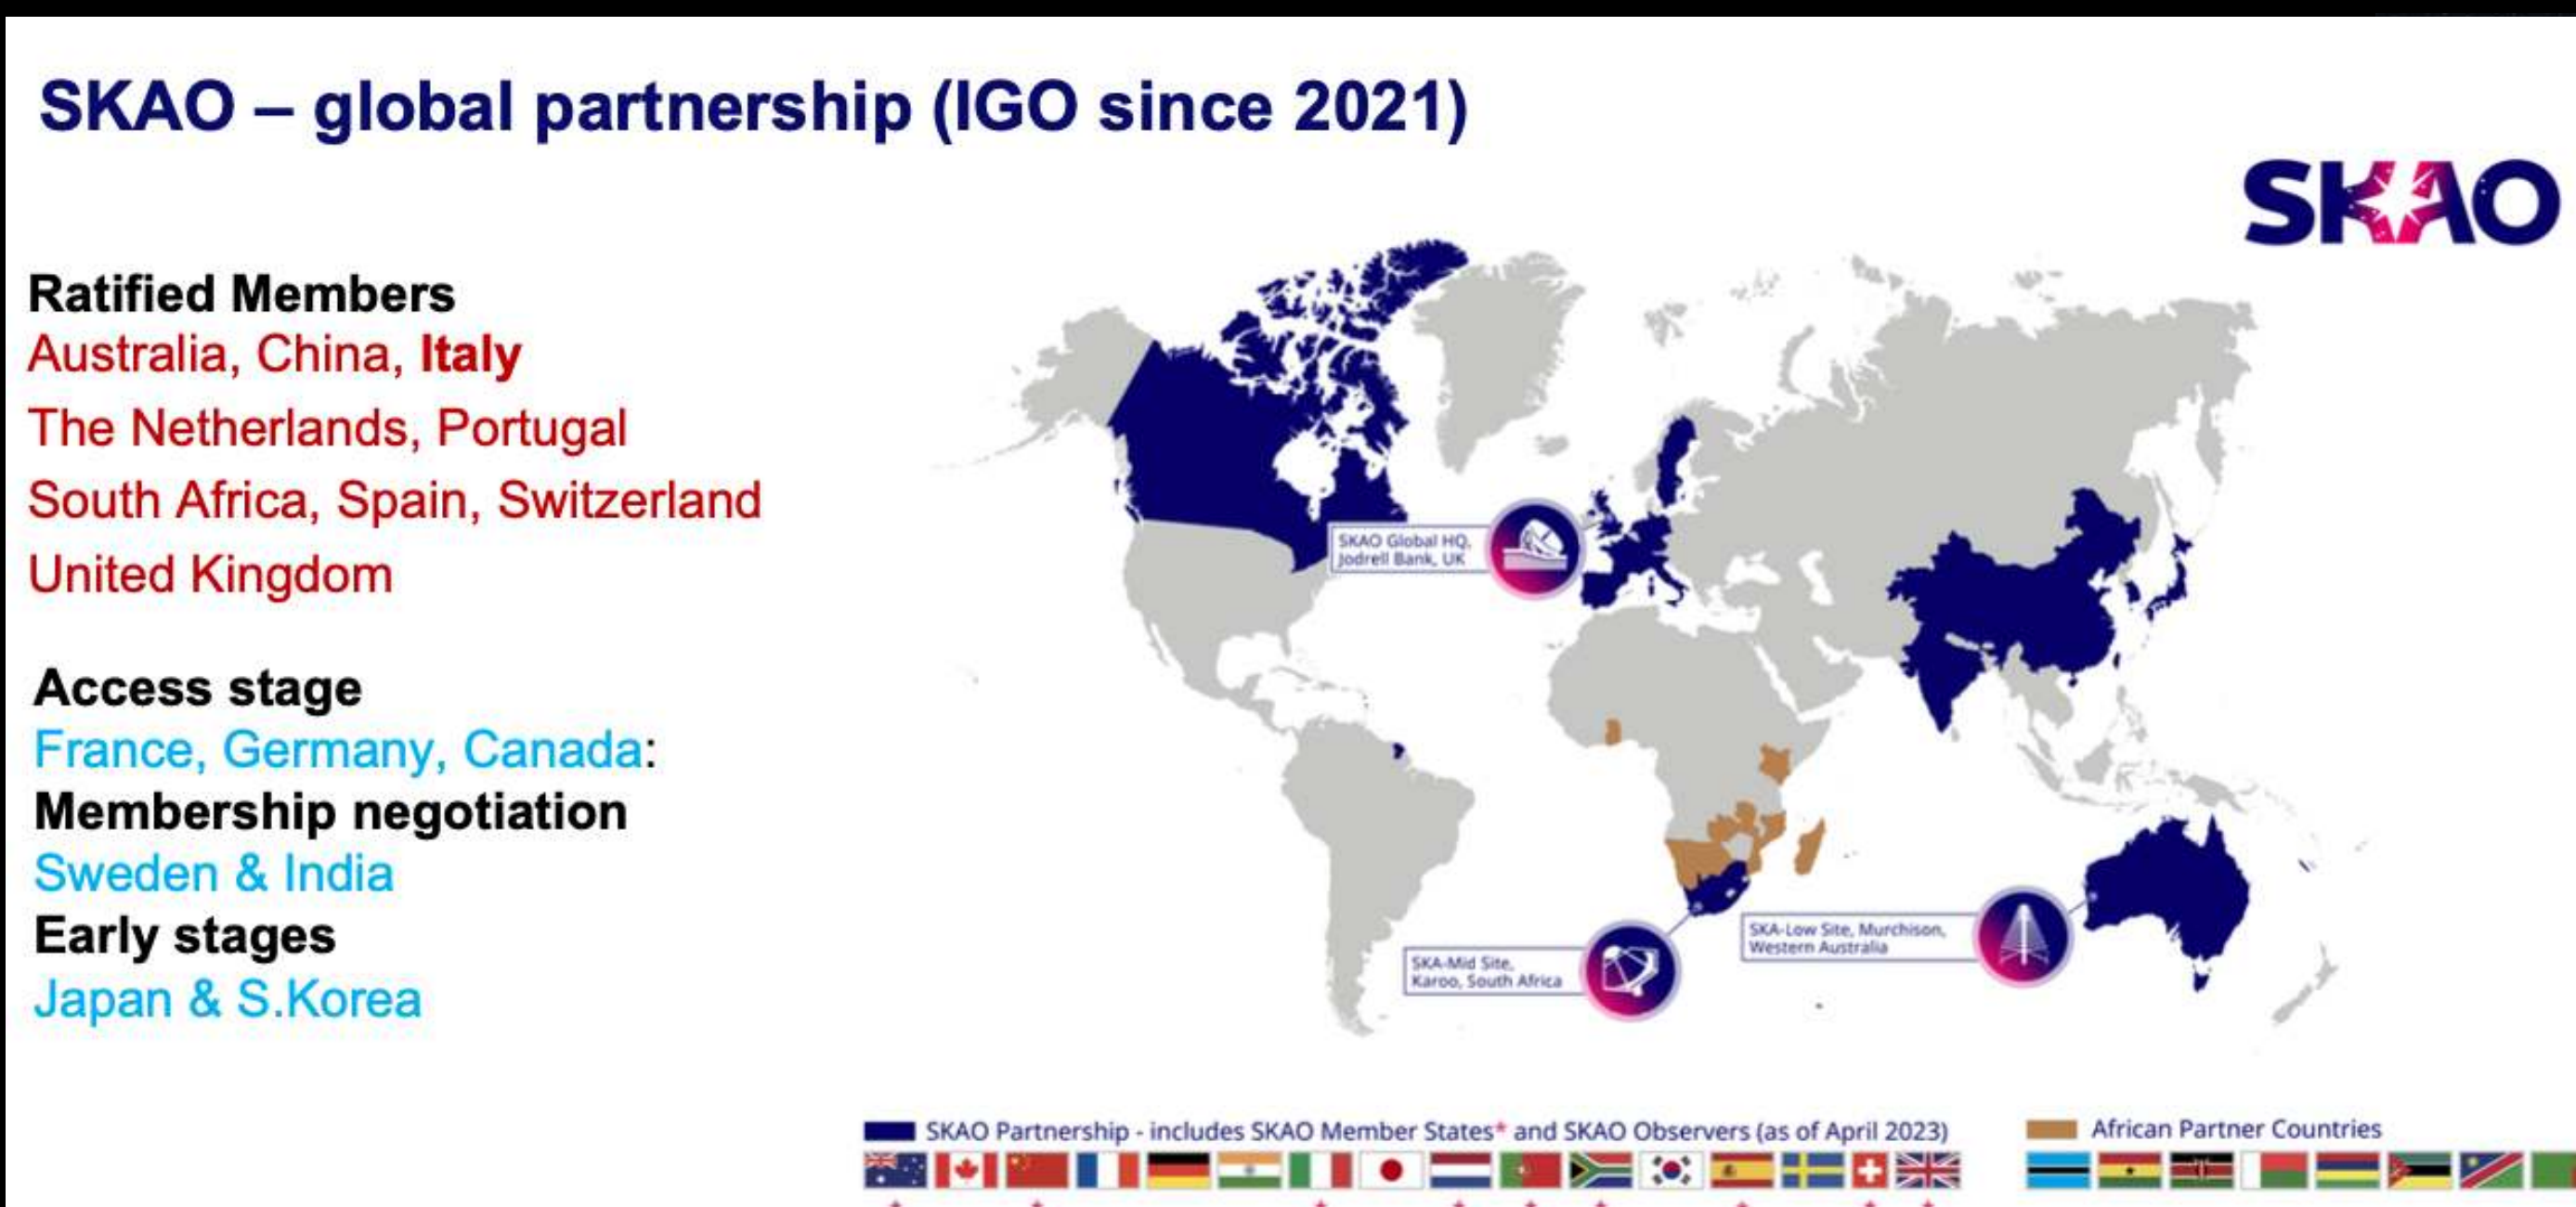 SKAO – global partnership (IGO since 2021)
SKAO
Ratified Members
Australia, China, Italy
The Netherlands, Portugal
South Africa, Spain, Switzerland
United Kingdom
Access stage
France, Germany, Canada:
Membership negotiation
Sweden & India
Early stages
Japan & S.Korea
SKAO Global HQ,
Jodrell Bank, UK
SKA-Mid Site,
Karoo, South Africa
SKA-Low Site, Murchison,
Western Australia
SKAO Partnership - includes SKAO Member States* and SKAO Observers (as of April 2023)
African Partner Countries